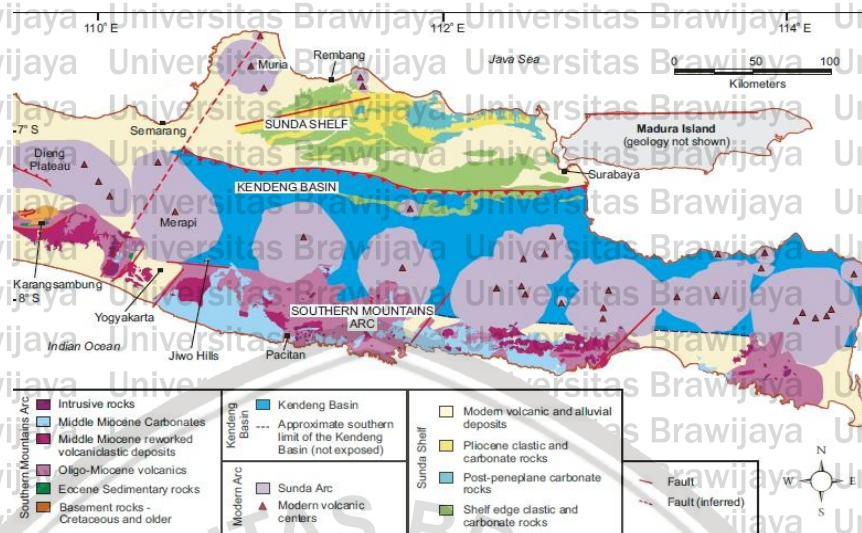 110° E
112° E
114° E
Rembang
Java Sea
Muria
0 50 100
Kilometers
SUNDA SHELF
7° S
Semarang
Madura Island
(geology not shown)
Dieng
Plateau
Surabaya
KENDENG BASIN
Merapi
Karangsambung
8° S
SOUTHERN MOUNTAINS
ARC
Yogyakarta
Indian Ocean
Jiwo Hills
Pacitan
Southern Mountains Arc
Intrusive rocks
Middle Miocene Carbonates
Middle Miocene reworked
volcaniclastic deposits
Oligo-Miocene volcanics
Eocene Sedimentary rocks
Basement rocks -
Cretaceous and older
Kendeng
Basin
Kendeng Basin
Approximate southern
limit of the Kendeng
Basin (not exposed)
Modern Arc
Sunda Arc
Modern volcanic
centers
Sunda Shelf
Modern volcanic and alluvial
deposits
Pliocene clastic and
carbonate rocks
Post-peneplane carbonate
rocks
Shelf edge clastic and
carbonate rocks
Fault
Fault (inferred)
N
W E
S
Universitas Brawijaya